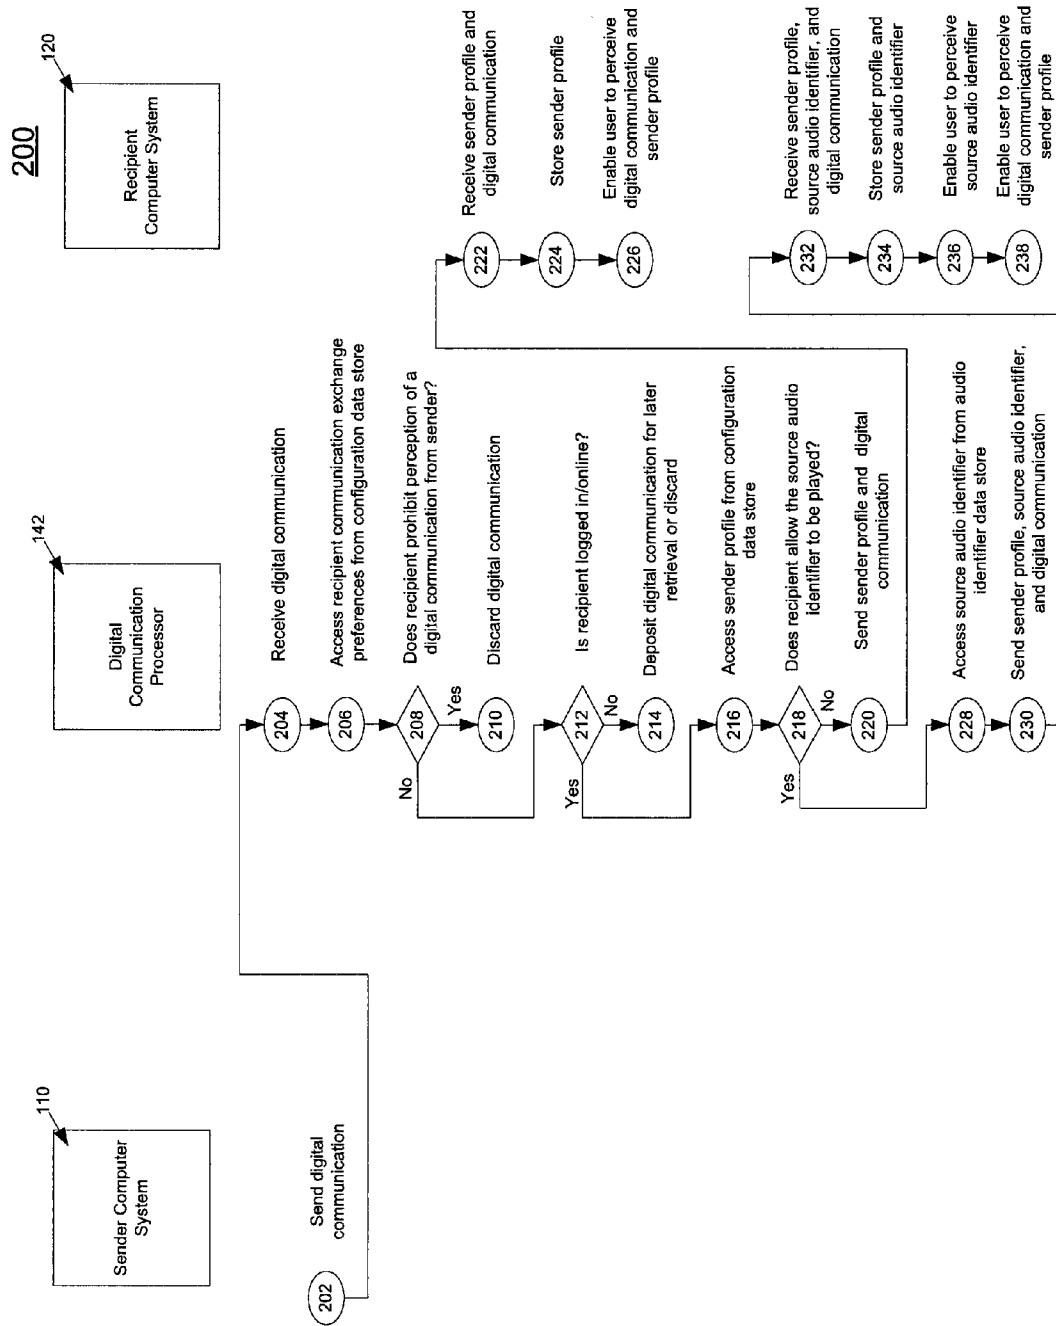 200
110
Sender Computer
System
142
Digital
Communication
Processor
120
Recipient
Computer System
202
Send digital
communication
204
Receive digital communication
206
Access recipient communication exchange
preferences from configuration data store
208
Does recipient prohibit perception of a
digital communication from sender?
Yes
No
210
Discard digital communication
212
Is recipient logged in/online?
Yes
No
214
Deposit digital communication for later
retrieval or discard
216
Access sender profile from configuration
data store
218
Does recipient allow the source audio
identifier to be played?
Yes
No
220
Send sender profile and digital
communication
222
Receive sender profile and
digital communication
224
Store sender profile
226
Enable user to perceive
digital communication and
sender profile
228
Access source audio identifier from audio
identifier data store
230
Send sender profile, source audio identifier,
and digital communication
232
Receive sender profile,
source audio identifier, and
digital communication
234
Store sender profile and
source audio identifier
236
Enable user to perceive
source audio identifier
238
Enable user to perceive
digital communication and
sender profile